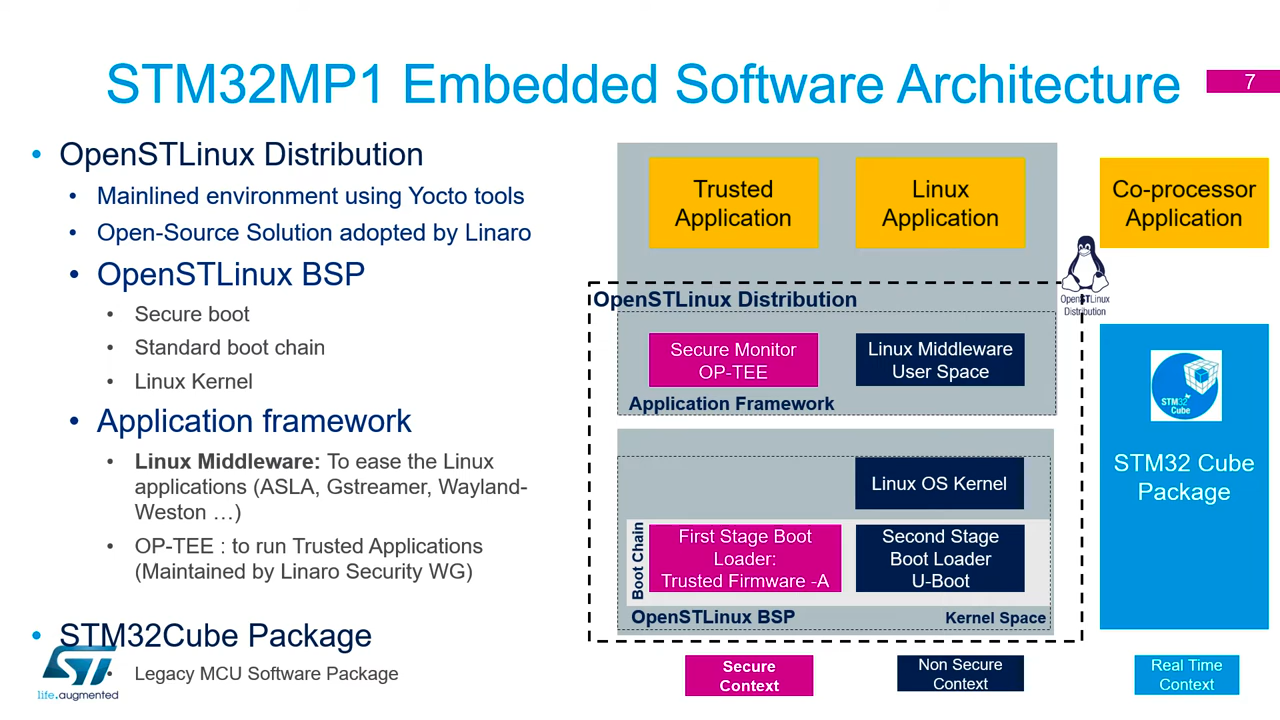 STM32MP1 Embedded Software Architecture
7
• OpenSTLinux Distribution
• Mainlined environment using Yocto tools
• Open-Source Solution adopted by Linaro
• OpenSTLinux BSP
• Secure boot
• Standard boot chain
• Linux Kernel
• Application framework
• Linux Middleware: To ease the Linux
applications (ASLA, Gstreamer, Wayland-
Weston …)
• OP-TEE : to run Trusted Applications
(Maintained by Linaro Security WG)
• STM32Cube Package
• Legacy MCU Software Package
ST
life.augmented
Trusted
Application
Linux
Application
Co-processor
Application
OpenSTLinux
Distribution
OpenSTLinux Distribution
Secure Monitor
OP-TEE
Linux Middleware
User Space
Application Framework
STM32
Cube
STM32 Cube
Package
Linux OS Kernel
Boot Chain
First Stage Boot
Loader:
Trusted Firmware -A
Second Stage
Boot Loader
U-Boot
OpenSTLinux BSP
Kernel Space
Secure
Context
Non Secure
Context
Real Time
Context